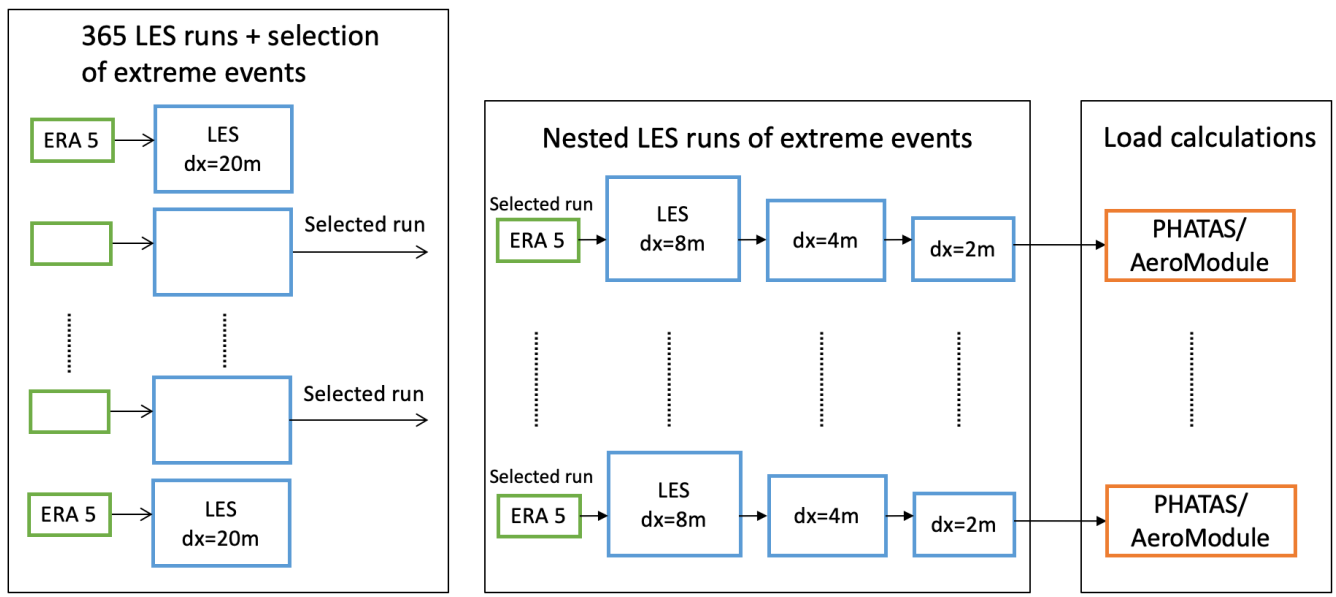 365 LES runs + selection
of extreme events
ERA 5
LES
dx=20m
Selected run
Selected run
ERA 5
LES
dx=20m
Nested LES runs of extreme events
Selected run
ERA 5
LES
dx=8m
dx=4m
dx=2m
Selected run
ERA 5
LES
dx=8m
dx=4m
dx=2m
Load calculations
PHATAS/
AeroModule
PHATAS/
AeroModule